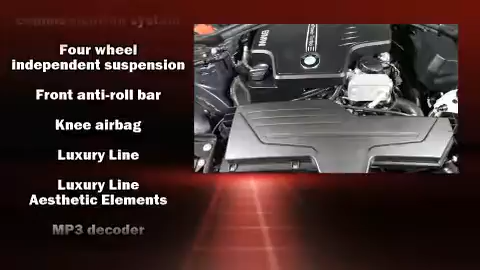 Four wheel
independent suspension
Front anti-roll bar
Knee airbag
Luxury Line
Luxury Line
Aesthetic Elements
MP3 decoder